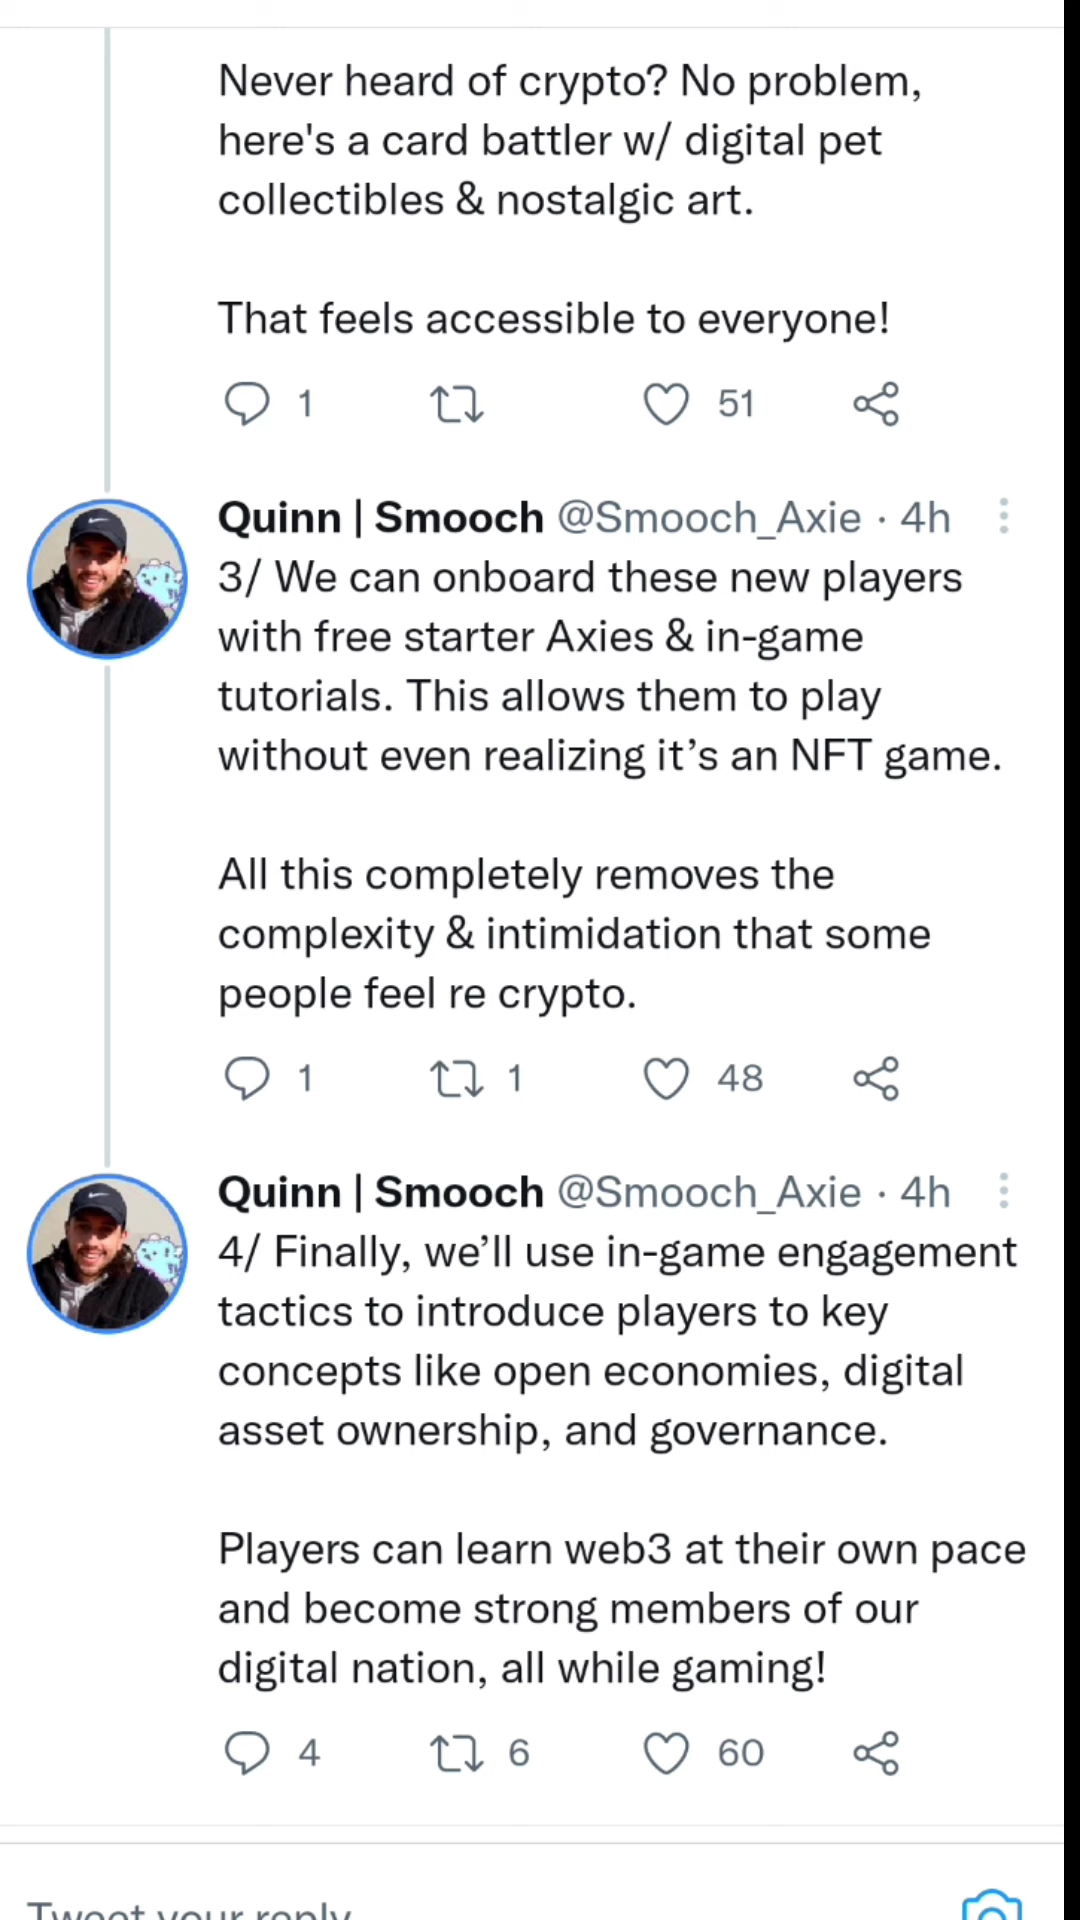 Never heard of crypto? No problem,
here's a card battler w/ digital pet
collectibles & nostalgic art.
That feels accessible to everyone!
1 51
Quinn | Smooch @Smooch_Axie · 4h
3/ We can onboard these new players
with free starter Axies & in-game
tutorials. This allows them to play
without even realizing it’s an NFT game.
All this completely removes the
complexity & intimidation that some
people feel re crypto.
1 1 48
Quinn | Smooch @Smooch_Axie · 4h
4/ Finally, we’ll use in-game engagement
tactics to introduce players to key
concepts like open economies, digital
asset ownership, and governance.
Players can learn web3 at their own pace
and become strong members of our
digital nation, all while gaming!
4 6 60
Tweet your reply